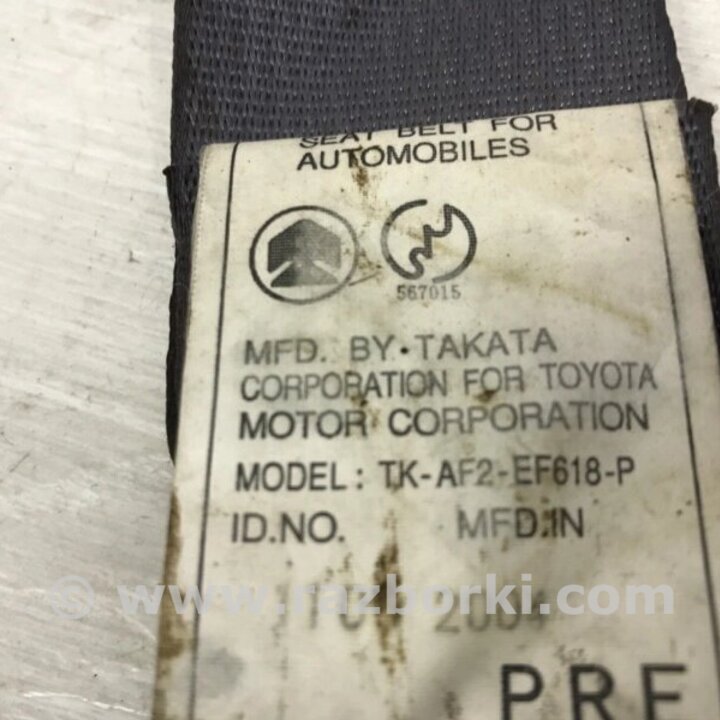 SEAT BELT FOR
AUTOMOBILES
567015
MFD. BY.TAKATA
CORPORATION FOR TOYOTA
MOTOR CORPORATION
MODEL: TK-AF2-EF618-P
ID.NO. MFD.IN
© www.razborki.com
2004
PRE